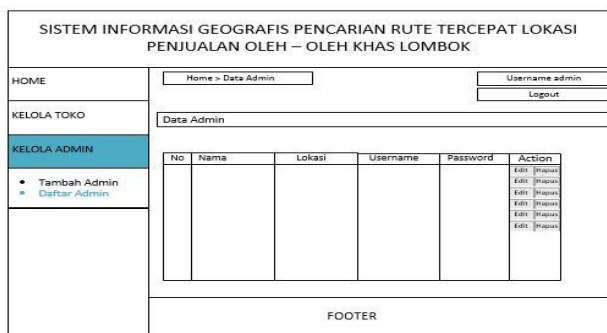 SISTEM INFORMASI GEOGRAFIS PENCARIAN RUTE TERCEPAT LOKASI
PENJUALAN OLEH – OLEH KHAS LOMBOK
HOME
Home > Data Admin
Username admin
Logout
KELOLA TOKO
Data Admin
KELOLA ADMIN
• Tambah Admin
• Daftar Admin
No Nama Lokasi Username Password Action
Edit Hapus
Edit Hapus
Edit Hapus
Edit Hapus
Edit Hapus
Edit Hapus
FOOTER